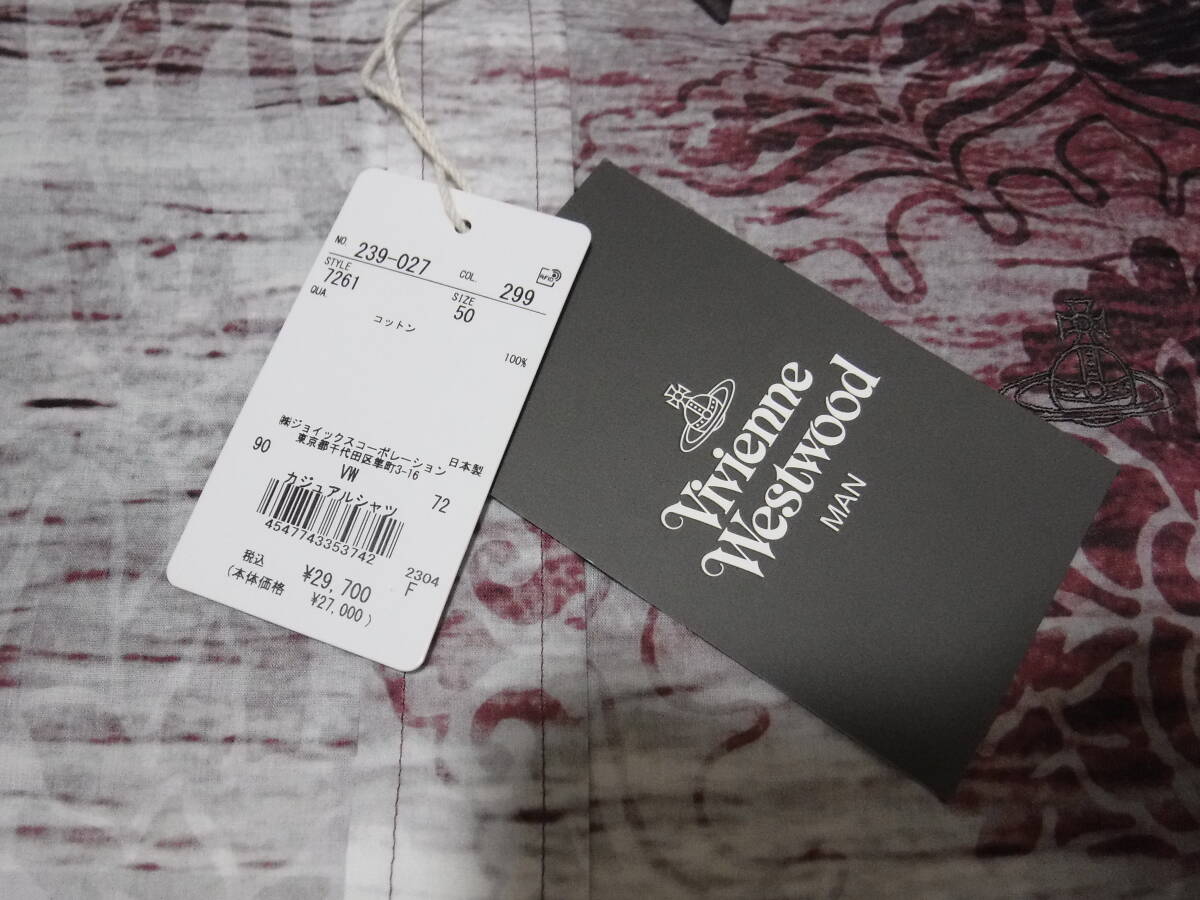 NO. 239-027 COL. 299
STYLE 7261 SIZE 50
QUA.
コットン 100%
㈱ジョイックスコーポレーション 日本製
東京都千代田区隼町3-16
90 VW 72
カジュアルシャツ
4547743353742
税込 ¥29,700 2304
(本体価格 ¥27,000) F
RFID
Vivienne
Westwood
MAN